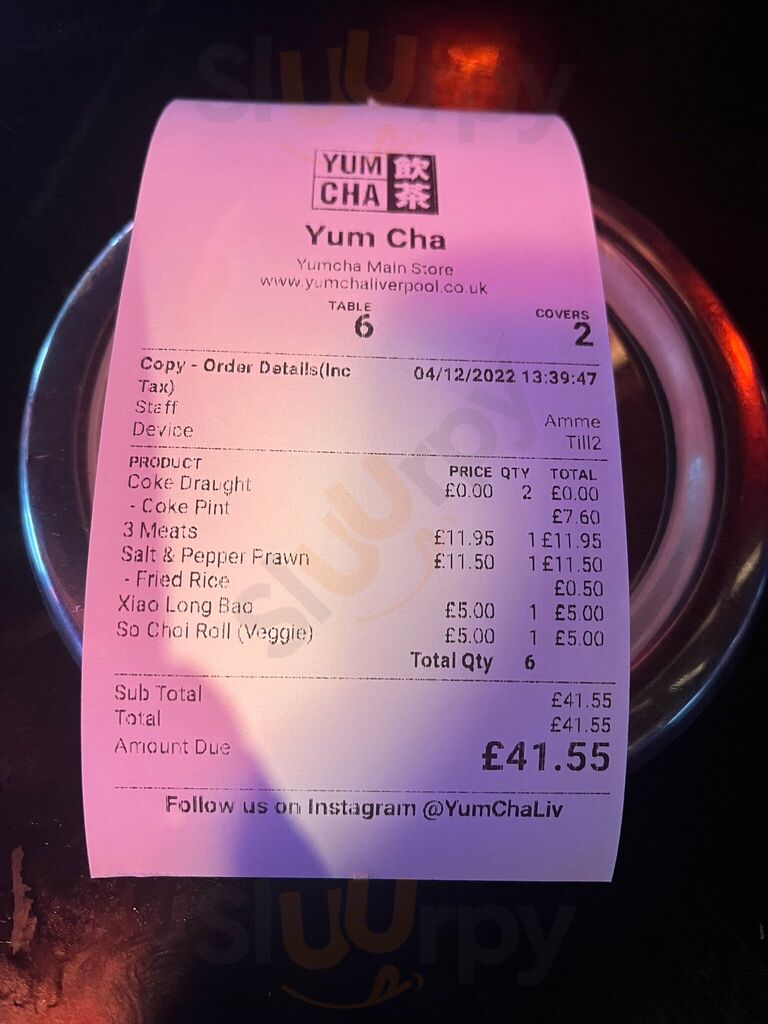 Sluurpy
YUM 飲
CHA 茶
Yum Cha
Yumcha Main Store
www.yumchaliverpool.co.uk
TABLE COVERS
6 2
Copy - Order Details(Inc 04/12/2022 13:39:47
Tax)
Staff Amme
Device Till2
PRODUCT PRICE QTY TOTAL
Coke Draught £0.00 2 £0.00
- Coke Pint £7.60
3 Meats £11.95 1 £11.95
Salt & Pepper Prawn £11.50 1 £11.50
- Fried Rice £0.50
Xiao Long Bao £5.00 1 £5.00
So Choi Roll (Veggie) £5.00 1 £5.00
Total Qty 6
Sluurpy
Sub Total £41.55
Total £41.55
Amount Due £41.55
Follow us on Instagram @YumChaLiv
Sluurpy